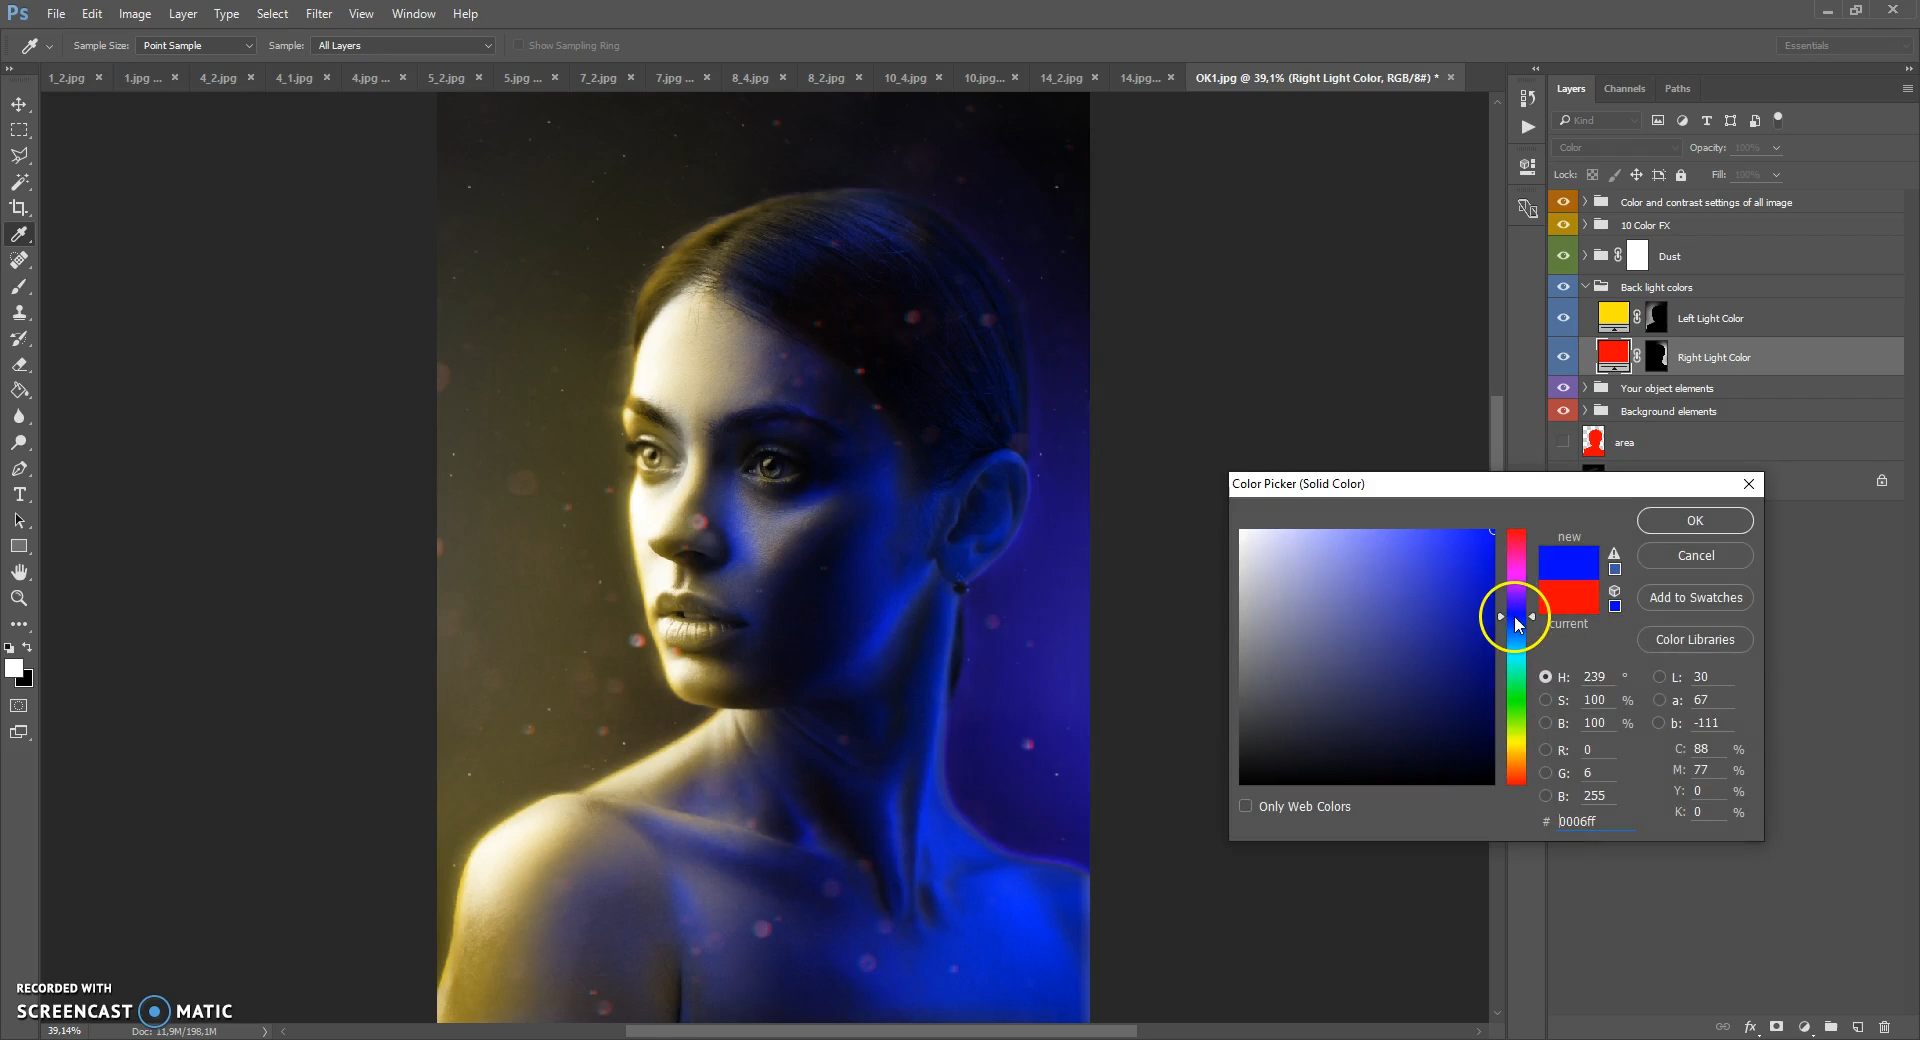 Ps File Edit Image Layer Type Select Filter View Window Help
Sample Size: Point Sample Sample: All Layers Show Sampling Ring Essentials
1_2.jpg 1.jpg ... 4_2.jpg 4_1.jpg 4.jpg ... 5_2.jpg 5.jpg ... 7_2.jpg 7.jpg ... 8_4.jpg 8_2.jpg 10_4.jpg 10.jpg... 14_2.jpg 14.jpg... OK1.jpg @ 39,1% (Right Light Color, RGB/8#) *
Layers Channels Paths
Kind
Color Opacity: 100%
Lock: Fill: 100%
Color and contrast settings of all image
10 Color FX
Dust
Back light colors
Left Light Color
Right Light Color
Your object elements
Background elements
area
Color Picker (Solid Color)
new
current
OK
Cancel
Add to Swatches
Color Libraries
H: 239 ° L: 30
S: 100 % a: 67
B: 100 % b: -111
R: 0 C: 88 %
G: 6 M: 77 %
B: 255 Y: 0 %
K: 0 %
# 0006ff
Only Web Colors
RECORDED WITH
SCREENCAST MATIC
39,14% Doc: 11,9M/198,1M